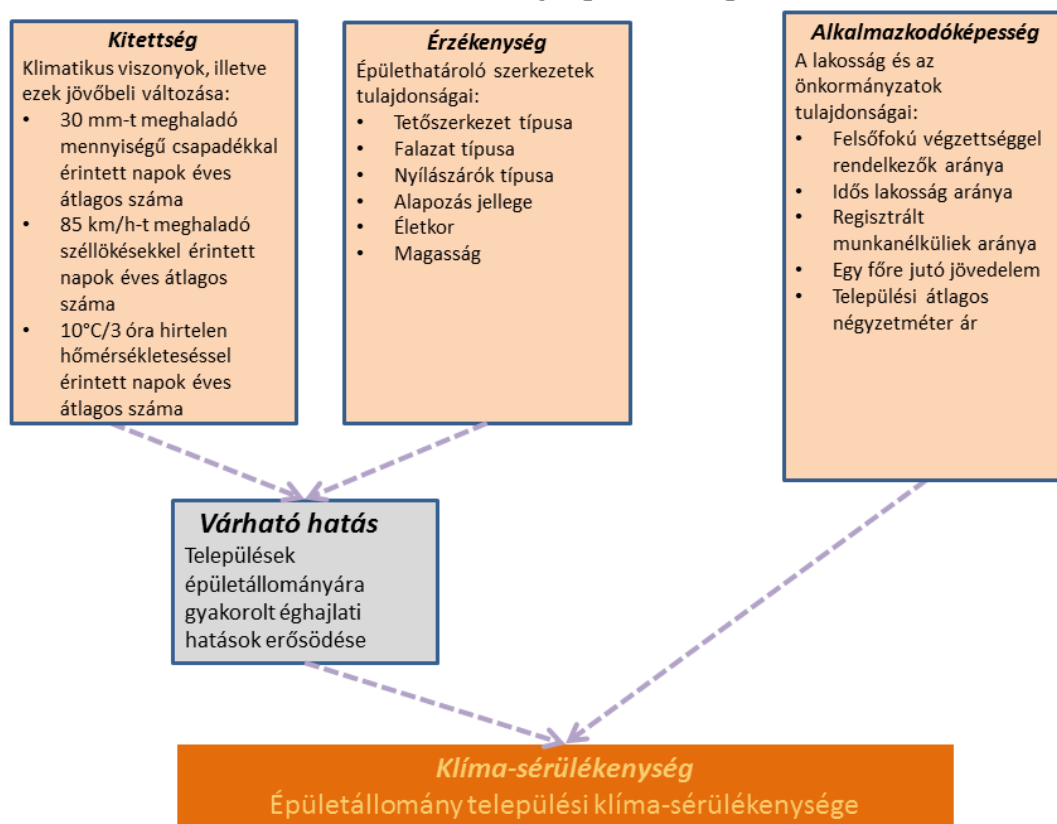 Kitettség
Klimatikus viszonyok, illetve
ezek jövőbeli változása:
• 30 mm-t meghaladó
mennyiségű csapadékkal
érintett napok éves
átlagos száma
• 85 km/h-t meghaladó
széllökésekkel érintett
napok éves átlagos
száma
• 10°C/3 óra hirtelen
hőmérsékleteséssel
érintett napok éves
átlagos száma
Érzékenység
Épülethatároló szerkezetek
tulajdonságai:
• Tetőszerkezet típusa
• Falazat típusa
• Nyílászárók típusa
• Alapozás jellege
• Életkor
• Magasság
Alkalmazkodóképesség
A lakosság és az
önkormányzatok
tulajdonságai:
• Felsőfokú végzettséggel
rendelkezők aránya
• Idős lakosság aránya
• Regisztrált
munkanélküliek aránya
• Egy főre jutó jövedelem
• Települési átlagos
négyzetméter ár
Várható hatás
Települések
épületállományára
gyakorolt éghajlati
hatások erősödése
Klíma-sérülékenység
Épületállomány települési klíma-sérülékenysége